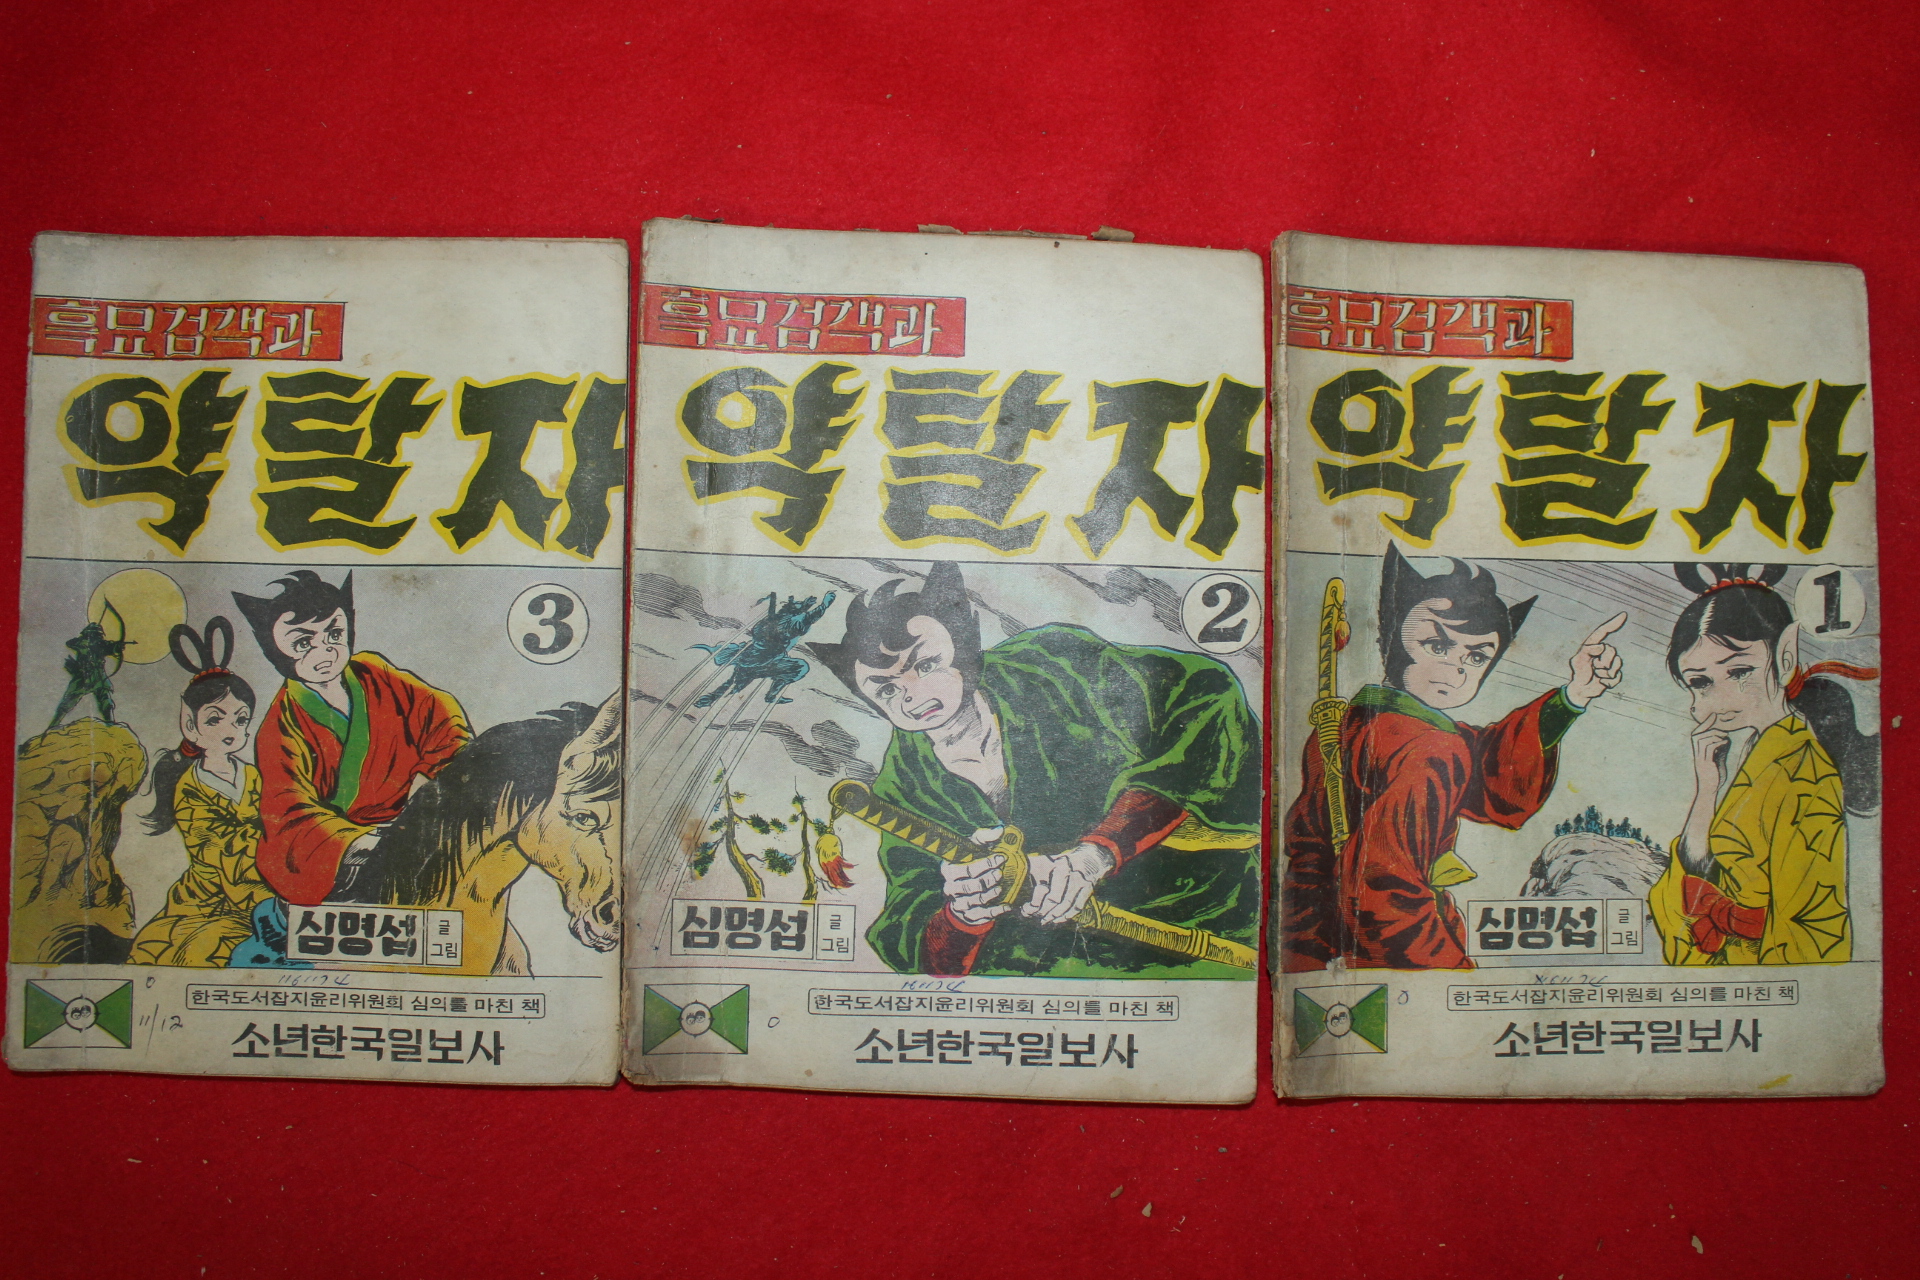 흑묘검객과
약탈자
3
심명섭
글
그림
한국도서잡지윤리위원회 심의를 마친 책
11/12
소년한국일보사
흑묘검객과
약탈자
2
심명섭
글
그림
한국도서잡지윤리위원회 심의를 마친 책
소년한국일보사
흑묘검객과
약탈자
1
심명섭
글
그림
한국도서잡지윤리위원회 심의를 마친 책
소년한국일보사